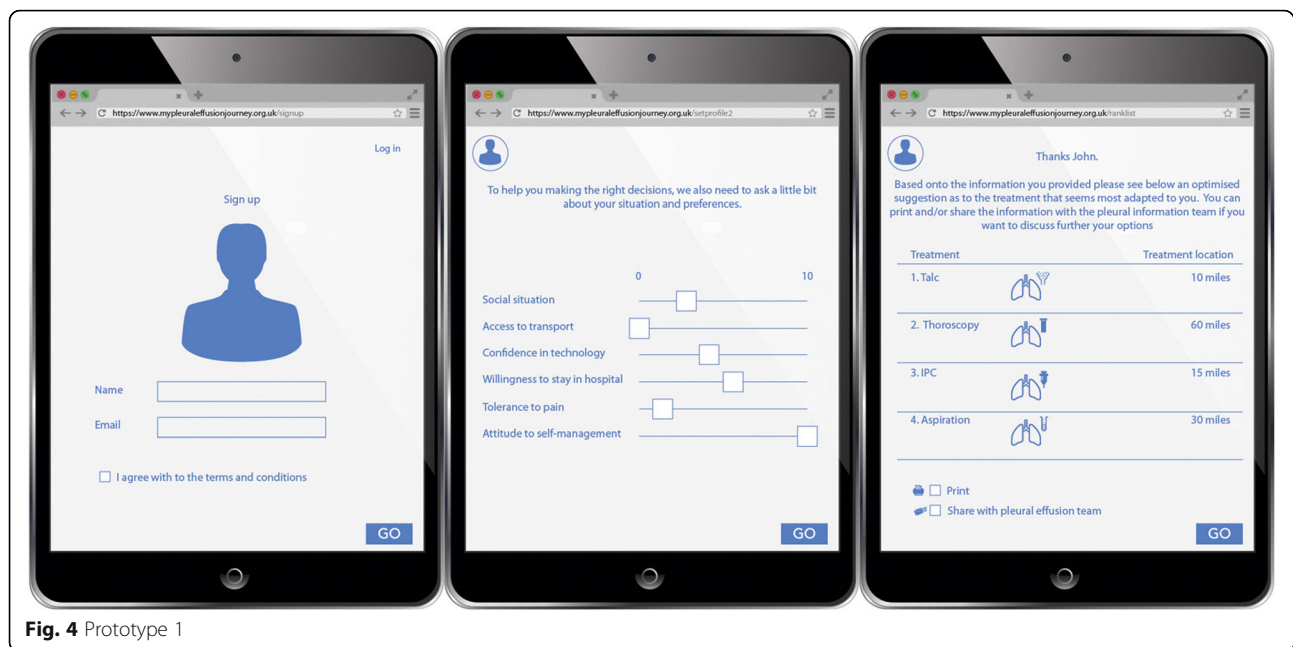 https://www.mypleuraleffusionjourney.org.uk/signup
Log in
Sign up
Name
Email
I agree with to the terms and conditions
GO
https://www.mypleuraleffusionjourney.org.uk/setprofile2
To help you making the right decisions, we also need to ask a little bit
about your situation and preferences.
0 10
Social situation
Access to transport
Confidence in technology
Willingness to stay in hospital
Tolerance to pain
Attitude to self-management
GO
https://www.mypleuraleffusionjourney.org.uk/ranklist
Thanks John.
Based onto the information you provided please see below an optimised
suggestion as to the treatment that seems most adapted to you. You can
print and/or share the information with the pleural information team if you
want to discuss further your options
Treatment Treatment location
1. Talc 10 miles
2. Thoroscopy 60 miles
3. IPC 15 miles
4. Aspiration 30 miles
Print
Share with pleural effusion team
GO
Fig. 4 Prototype 1